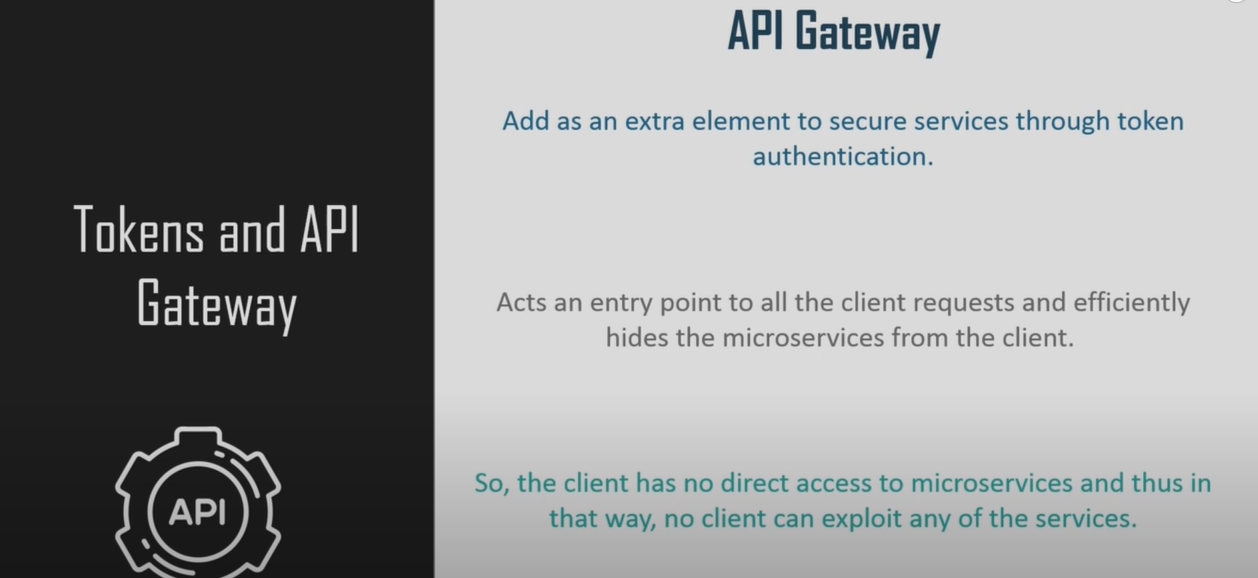 Tokens and API
Gateway
API
API Gateway
Add as an extra element to secure services through token
authentication.
Acts an entry point to all the client requests and efficiently
hides the microservices from the client.
So, the client has no direct access to microservices and thus in
that way, no client can exploit any of the services.